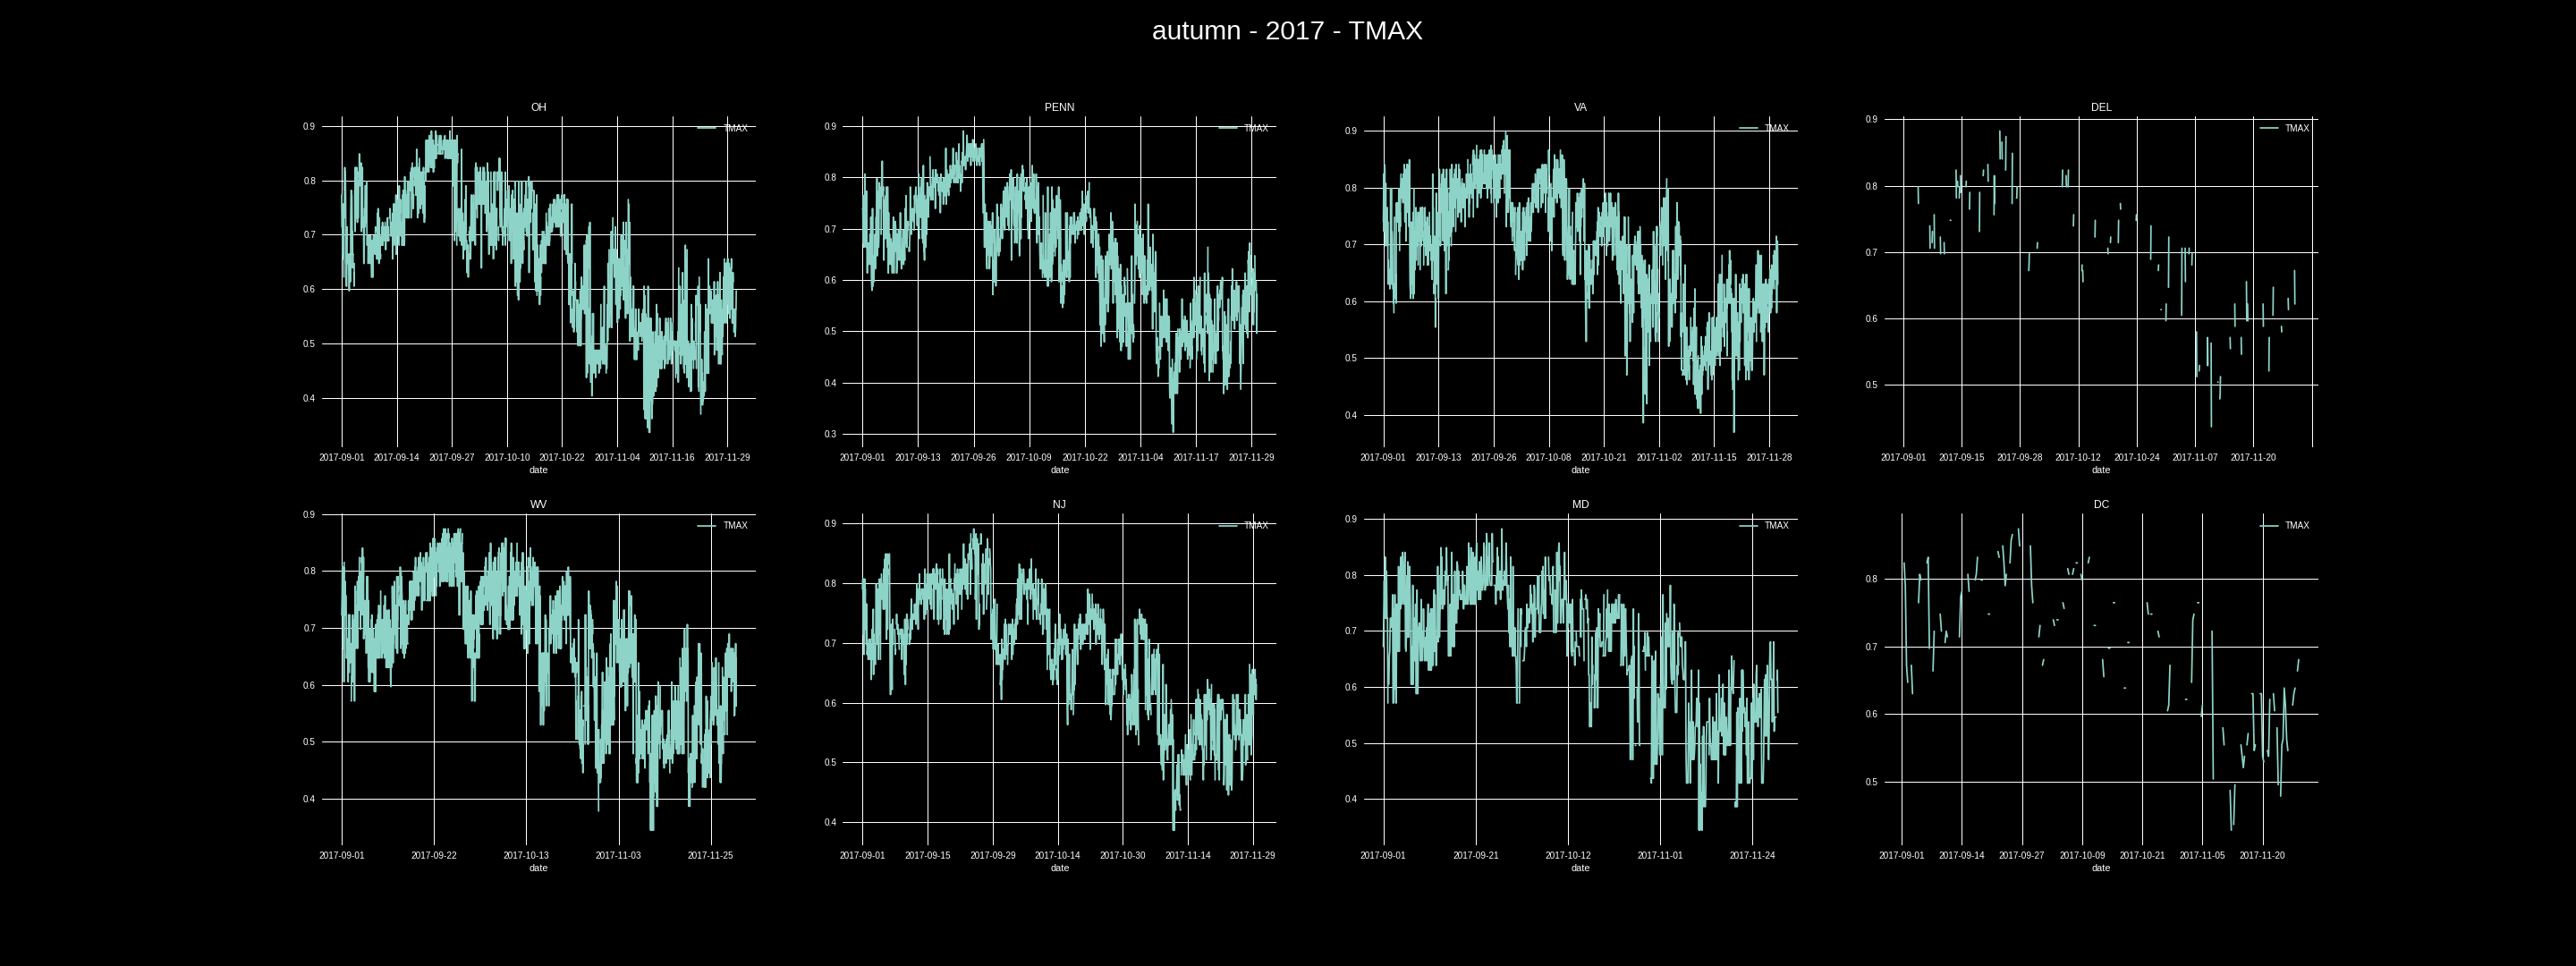 autumn - 2017 - TMAX
OH
TMAX
0.9
0.8
0.7
0.6
0.5
0.4
2017-09-01 2017-09-14 2017-09-27 2017-10-10 2017-10-22 2017-11-04 2017-11-16 2017-11-29
date
PENN
TMAX
0.9
0.8
0.7
0.6
0.5
0.4
0.3
2017-09-01 2017-09-13 2017-09-26 2017-10-09 2017-10-22 2017-11-04 2017-11-17 2017-11-29
date
VA
TMAX
0.9
0.8
0.7
0.6
0.5
0.4
2017-09-01 2017-09-13 2017-09-26 2017-10-08 2017-10-21 2017-11-02 2017-11-15 2017-11-28
date
DEL
TMAX
0.9
0.8
0.7
0.6
0.5
2017-09-01 2017-09-15 2017-09-28 2017-10-12 2017-10-24 2017-11-07 2017-11-20
WV
TMAX
0.9
0.8
0.7
0.6
0.5
0.4
2017-09-01 2017-09-22 2017-10-13 2017-11-03 2017-11-25
date
NJ
TMAX
0.9
0.8
0.7
0.6
0.5
0.4
2017-09-01 2017-09-15 2017-09-29 2017-10-14 2017-10-30 2017-11-14 2017-11-29
date
MD
TMAX
0.9
0.8
0.7
0.6
0.5
0.4
2017-09-01 2017-09-21 2017-10-12 2017-11-01 2017-11-24
date
DC
TMAX
0.8
0.7
0.6
0.5
2017-09-01 2017-09-14 2017-09-27 2017-10-09 2017-10-21 2017-11-05 2017-11-20
date